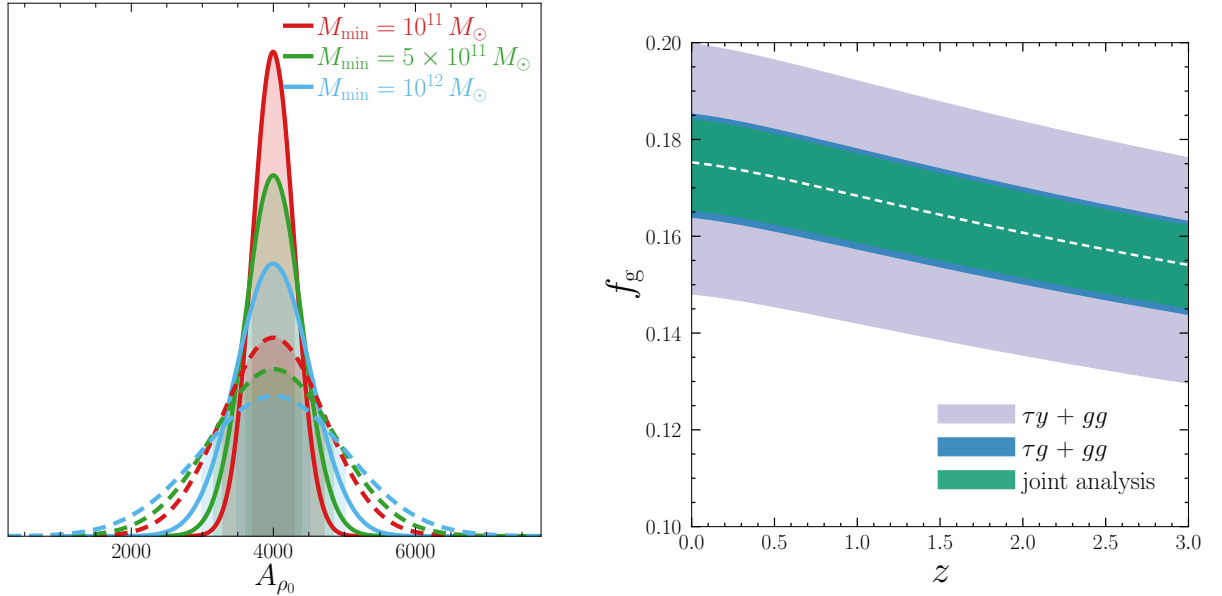 M_min = 10^11 M_⊙
M_min = 5 × 10^11 M_⊙
M_min = 10^12 M_⊙
2000 4000 6000
A_ρ0
0.20
0.18
0.16
0.14
0.12
0.10
f_g
τy + gg
τg + gg
joint analysis
0.0 0.5 1.0 1.5 2.0 2.5 3.0
z